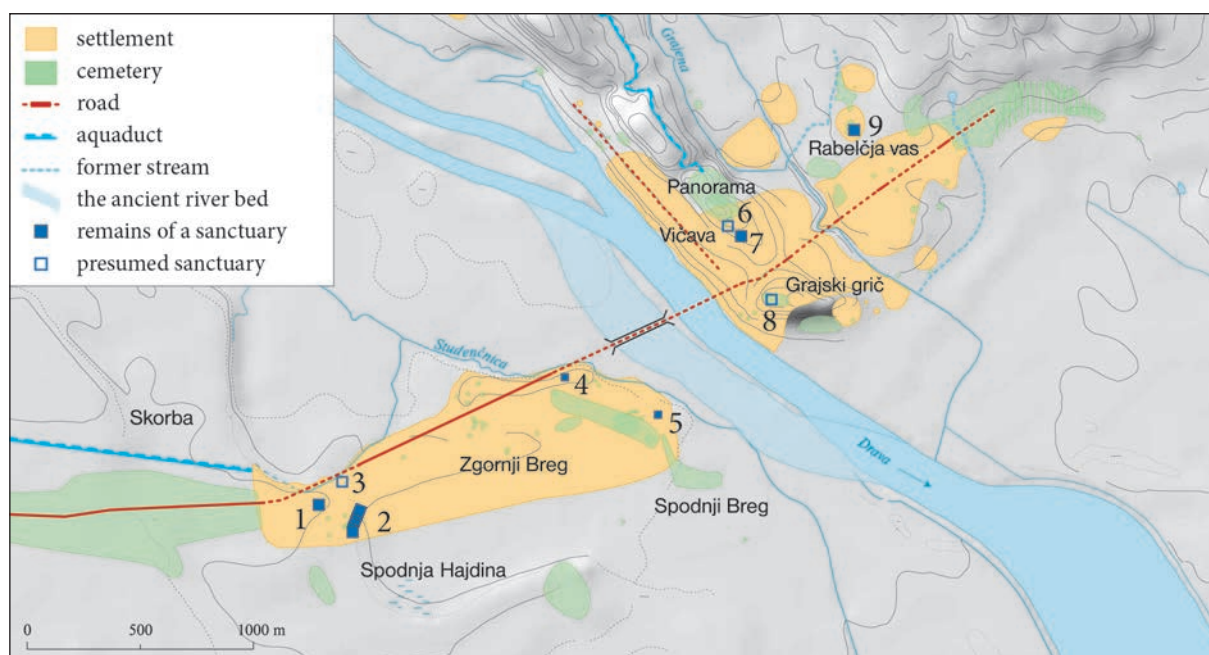 settlement
cemetery
road
aquaduct
former stream
the ancient river bed
remains of a sanctuary
presumed sanctuary
Grajena
9
Rabelčja vas
Panorama
6
Vičava
7
Grajski grič
8
Studenčnica
4
Skorba
5
Drava
Zgornji Breg
3
1
2
Spodnji Breg
Spodnja Hajdina
0
500
1000 m